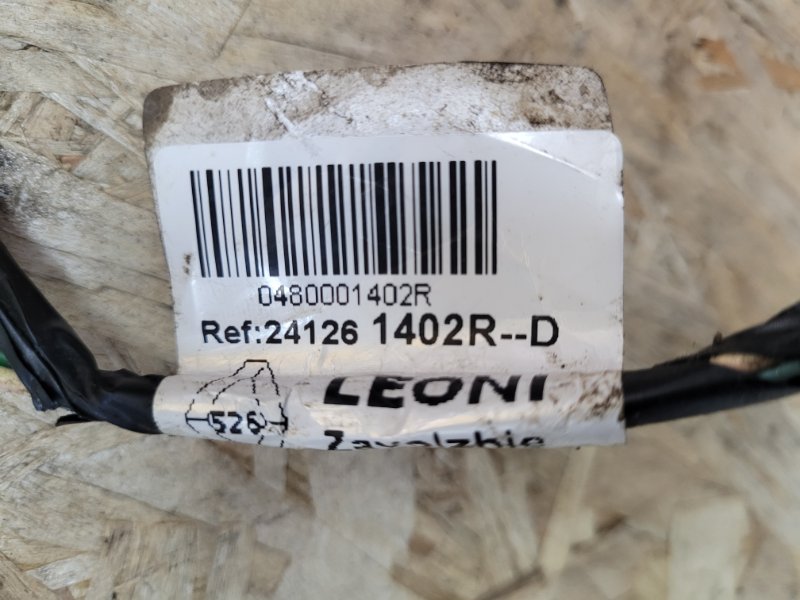 0480001402R
Ref:24126 1402R--D
526 LEONI
Zavolzhie